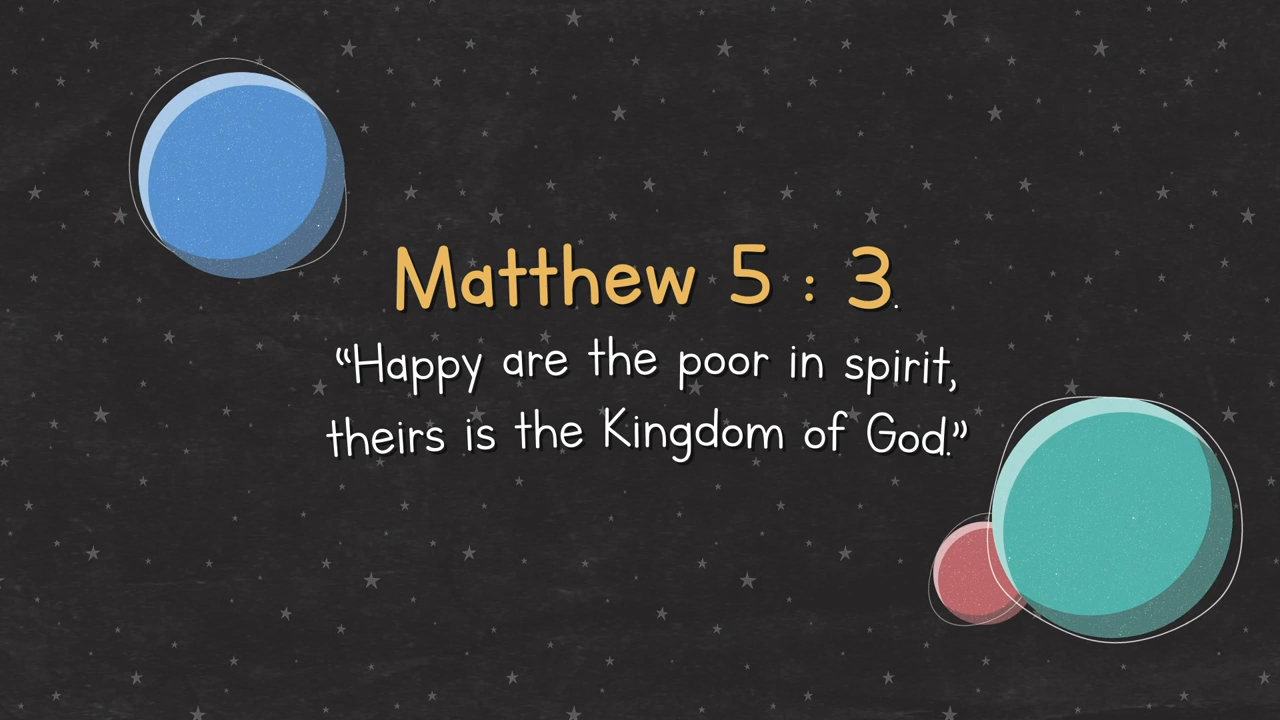 Matthew 5 : 3.
“Happy are the poor in spirit,
theirs is the Kingdom of God.”